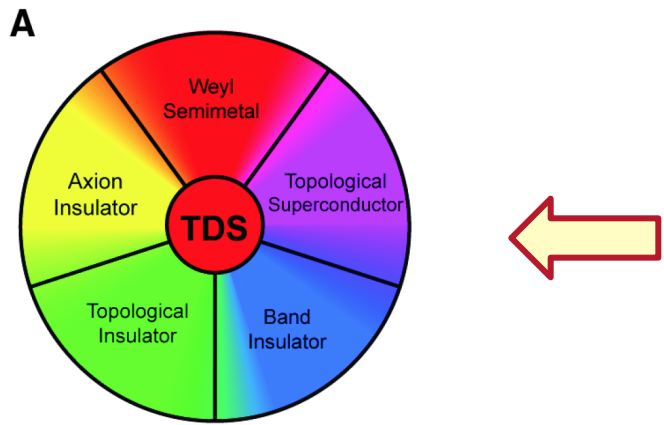 A
Weyl
Semimetal
Axion
Insulator
Topological
Superconductor
TDS
Topological
Insulator
Band
Insulator